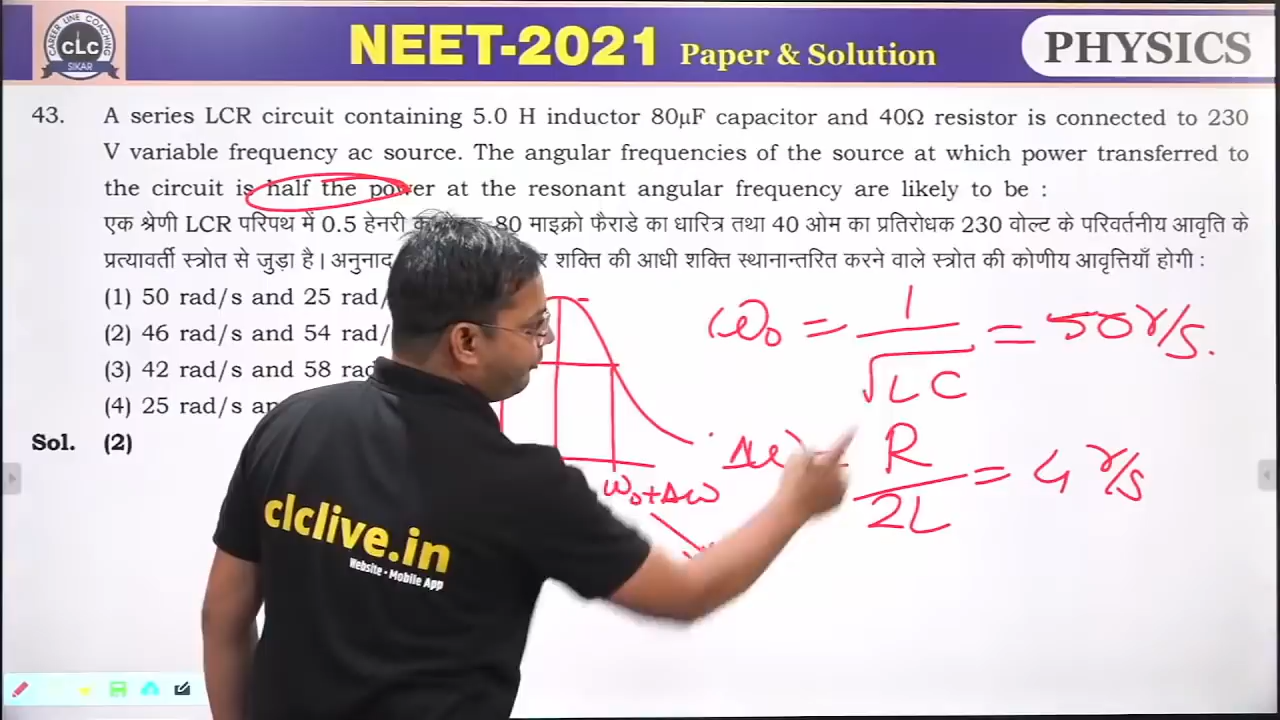 CAREER LINE COACHING
CLC
SIKAR
NEET-2021 Paper & Solution
PHYSICS
43. A series LCR circuit containing 5.0 H inductor 80μF capacitor and 40Ω resistor is connected to 230
V variable frequency ac source. The angular frequencies of the source at which power transferred to
the circuit is half the power at the resonant angular frequency are likely to be :
एक श्रेणी LCR परिपथ में 0.5 हेनरी 80 माइक्रो फैराडे का धारित्र तथा 40 ओम का प्रतिरोधक 230 वोल्ट के परिवर्तनीय आवृति के
प्रत्यावर्ती स्त्रोत से जुड़ा है। अनुनाद शक्ति की आधी शक्ति स्थानान्तरित करने वाले स्त्रोत की कोणीय आवृत्तियाँ होगी :
(1) 50 rad/s and 25 rad/
(2) 46 rad/s and 54 rad/
(3) 42 rad/s and 58 rad
(4) 25 rad/s an
Sol. (2)
ω₀ = 1/√LC = 50 r/s.
R/2L = 4 r/s
ω₀+Δω
clclive.in
Website • Mobile App